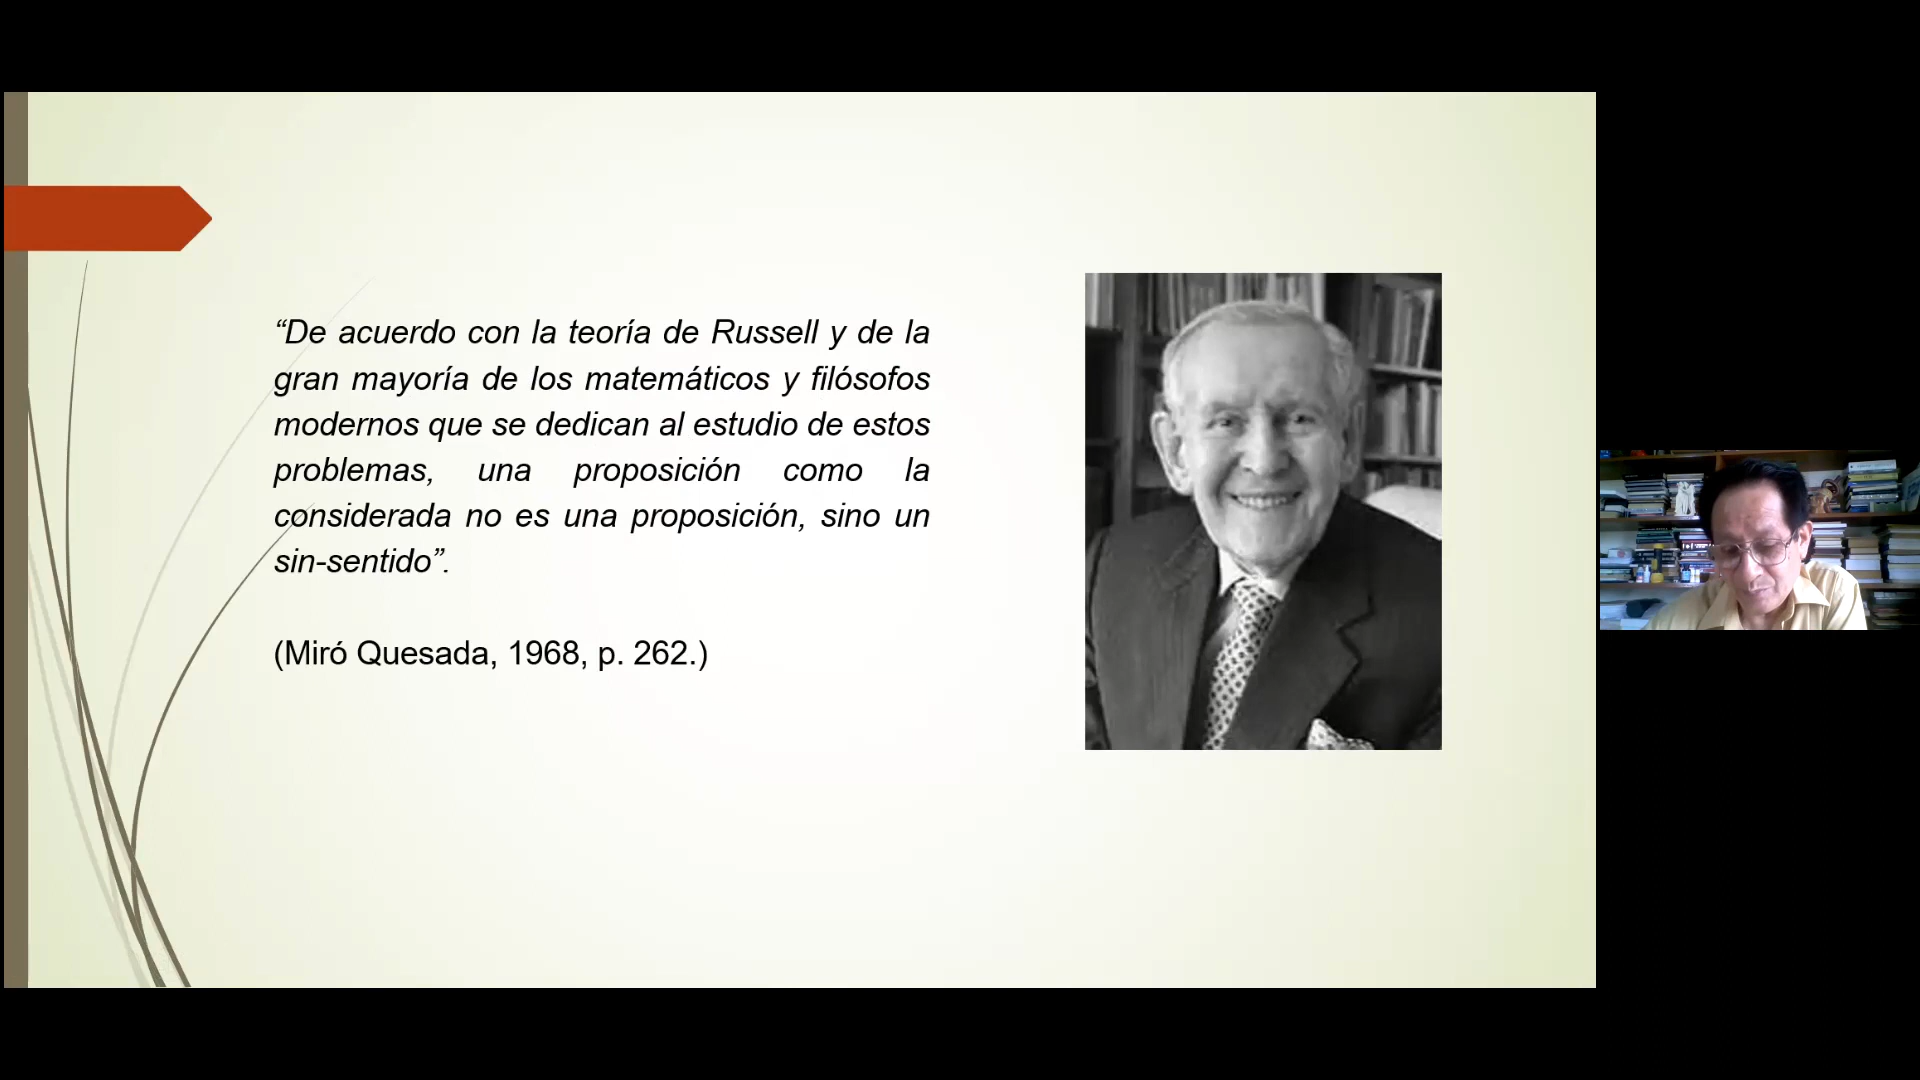 “De acuerdo con la teoría de Russell y de la
gran mayoría de los matemáticos y filósofos
modernos que se dedican al estudio de estos
problemas, una proposición como la
considerada no es una proposición, sino un
sin-sentido”.
(Miró Quesada, 1968, p. 262.)